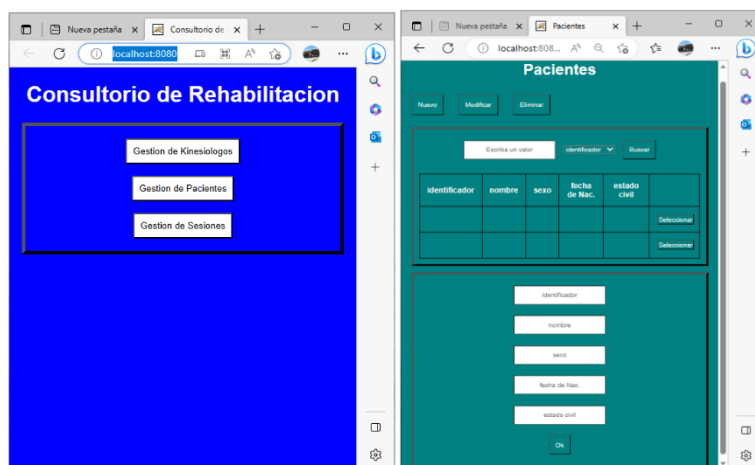 Nueva pestaña
Consultorio de
localhost:8080
Consultorio de Rehabilitacion
Gestion de Kinesiologos
Gestion de Pacientes
Gestion de Sesiones
Nueva pestaña
Pacientes
localhost:808...
Pacientes
Nuevo Modificar Eliminar
Escriba un valor identificador Buscar
identificador nombre sexo fecha de Nac. estado civil
Seleccionar
Seleccionar
identificador
nombre
sexo
fecha de Nac.
estado civil
Ok